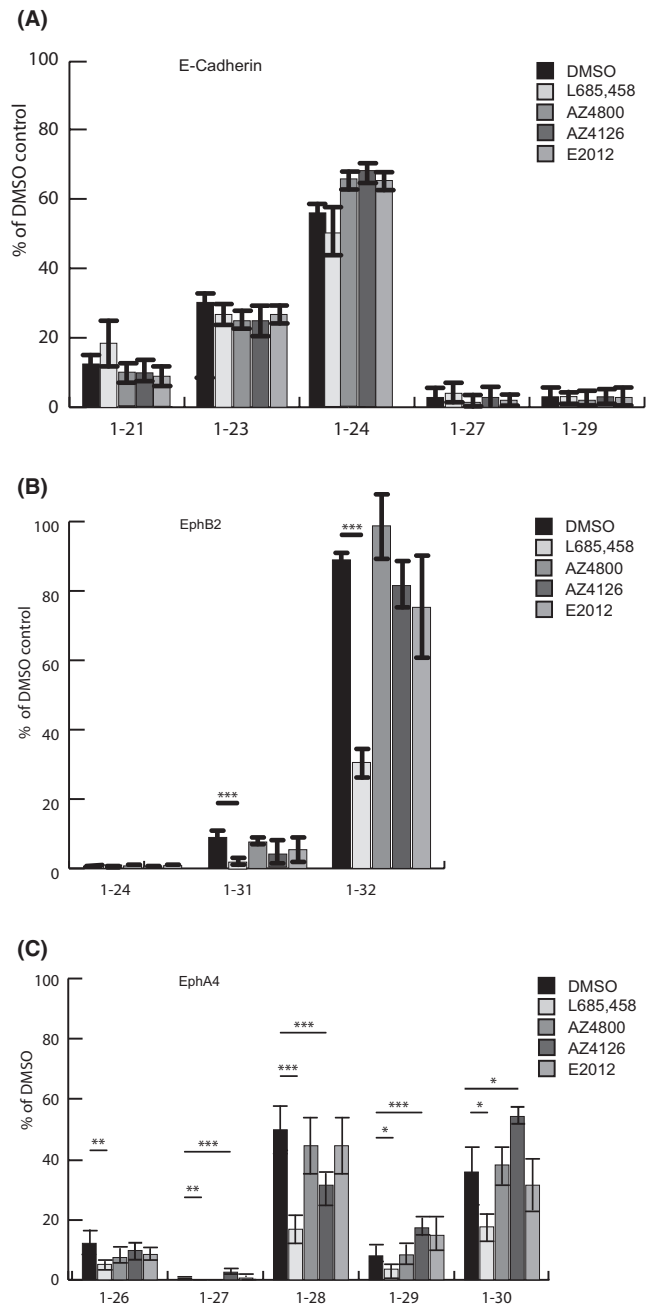 (A)
E-Cadherin
DMSO
L685,458
AZ4800
AZ4126
E2012
% of DMSO control
100
80
60
40
20
0
1-21 1-23 1-24 1-27 1-29
(B)
EphB2
DMSO
L685,458
AZ4800
AZ4126
E2012
% of DMSO control
100
80
60
40
20
0
***
***
1-24 1-31 1-32
(C)
EphA4
DMSO
L685,458
AZ4800
AZ4126
E2012
% of DMSO
100
80
60
40
20
0
**
***
**
***
***
***
*
*
*
1-26 1-27 1-28 1-29 1-30